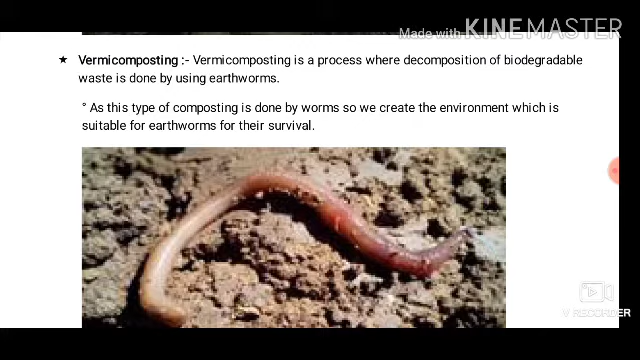 Made with KINEMASTER
★ Vermicomposting :- Vermicomposting is a process where decomposition of biodegradable
waste is done by using earthworms.
° As this type of composting is done by worms so we create the environment which is
suitable for earthworms for their survival.
V RECORDER